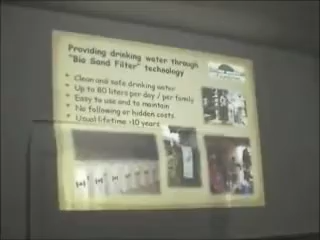 Providing drinking water through
"Bio Sand Filter" technology
Clean and safe drinking water
Up to 60 liters per day / per family
Easy to use and to maintain
No following or hidden costs
Usual lifetime >10 years